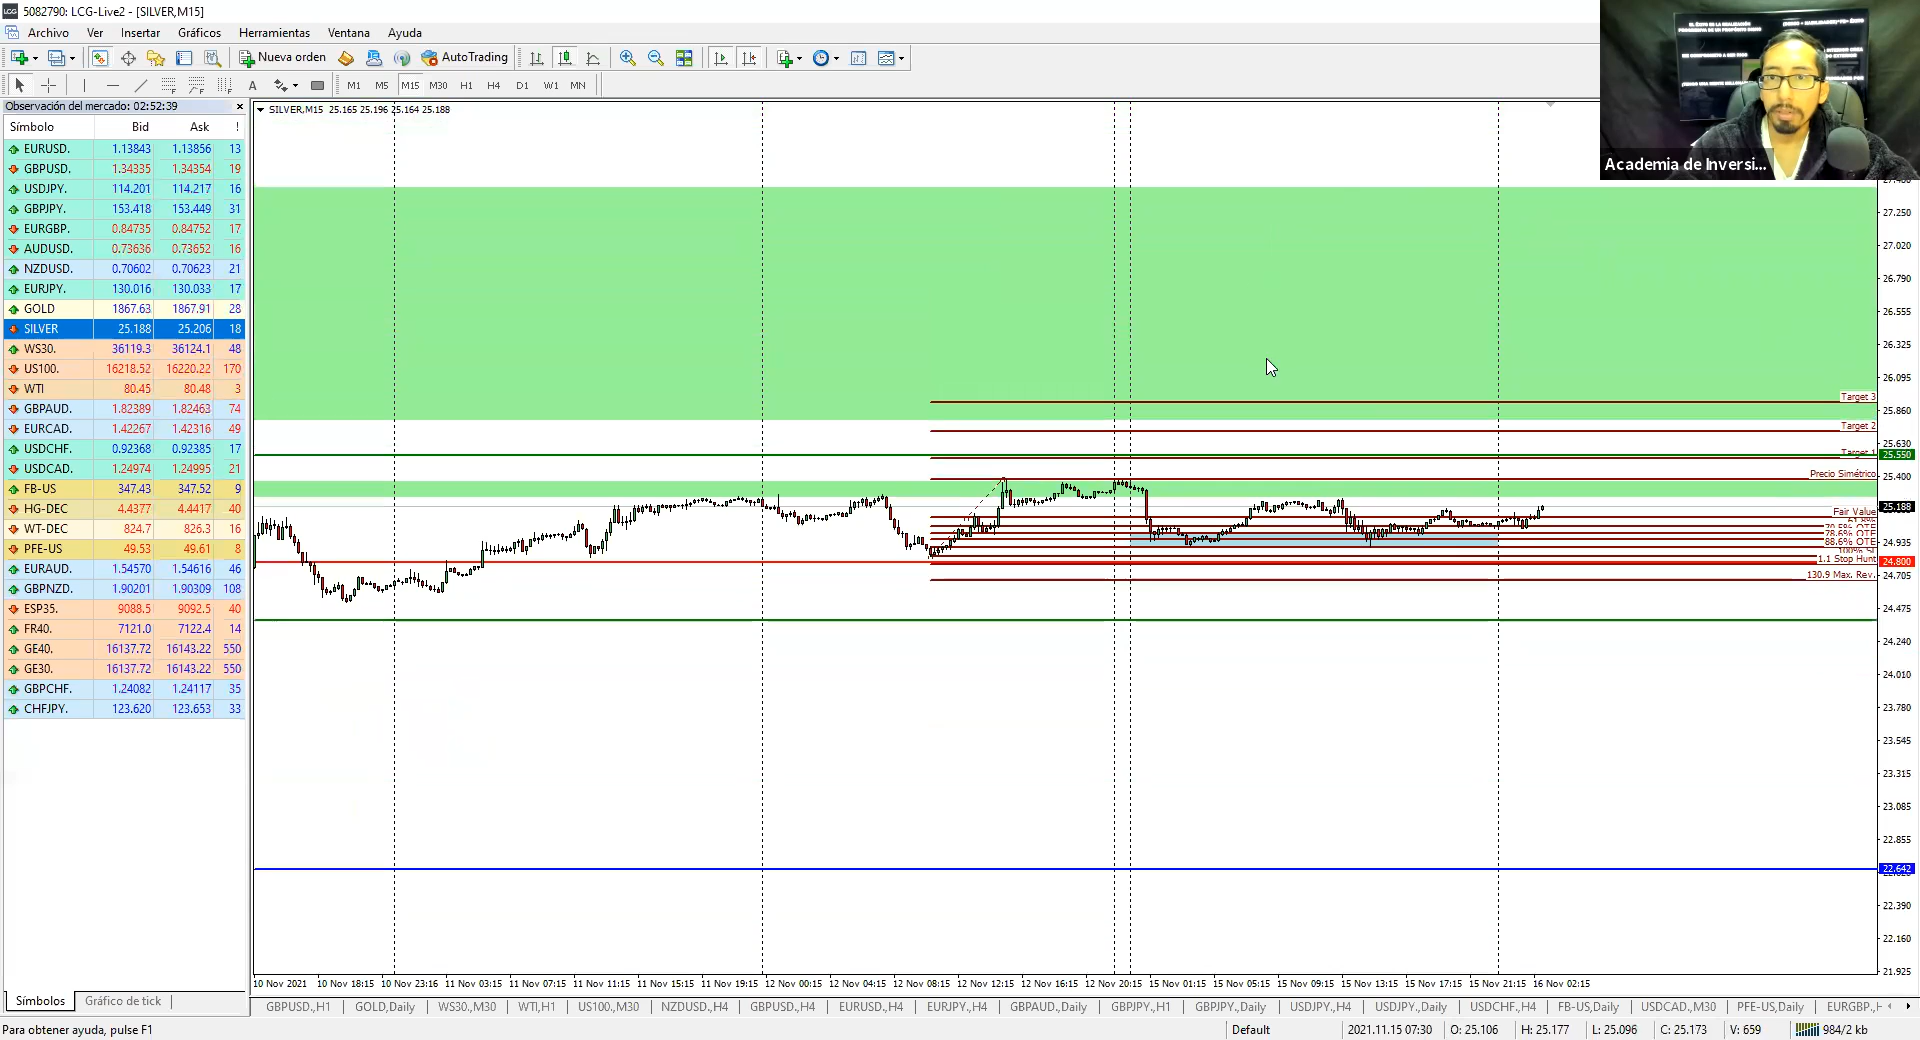 5082790: LCG-Live2 - [SILVER,M15]
Archivo Ver Insertar Gráficos Herramientas Ventana Ayuda
Nueva orden AutoTrading
A M1 M5 M15 M30 H1 H4 D1 W1 MN
Observación del mercado: 02:52:39
Símbolo Bid Ask !
EURUSD. 1.13843 1.13856 13
GBPUSD. 1.34335 1.34354 19
USDJPY. 114.201 114.217 16
GBPJPY. 153.418 153.449 31
EURGBP. 0.84735 0.84752 17
AUDUSD. 0.73636 0.73652 16
NZDUSD. 0.70602 0.70623 21
EURJPY. 130.016 130.033 17
GOLD 1867.63 1867.91 28
SILVER 25.188 25.206 18
WS30. 36119.3 36124.1 48
US100. 16218.52 16220.22 170
WTI 80.45 80.48 3
GBPAUD. 1.82389 1.82463 74
EURCAD. 1.42267 1.42316 49
USDCHF. 0.92368 0.92385 17
USDCAD. 1.24974 1.24995 21
FB-US 347.43 347.52 9
HG-DEC 4.4377 4.4417 40
WT-DEC 824.7 826.3 16
PFE-US 49.53 49.61 8
EURAUD. 1.54570 1.54616 46
GBPNZD. 1.90201 1.90309 108
ESP35. 9088.5 9092.5 40
FR40. 7121.0 7122.4 14
GE40. 16137.72 16143.22 550
GE30. 16137.72 16143.22 550
GBPCHF. 1.24082 1.24117 35
CHFJPY. 123.620 123.653 33
Símbolos Gráfico de tick
SILVER,M15 25.165 25.196 25.164 25.188
EL ÉXITO ES LA REALIZACIÓN
PROGRESIVA DE UN PROPÓSITO DIGNO
Academia de Inversi...
27.250
27.020
26.790
26.555
26.325
26.095
Target 3
25.860
Target 2
25.630
Target 1
25.550
Precio Simétrico
25.400
25.188
Fair Value
78.6% OTE
24.935
88.6% OTE
1.1 Stop Hunt
24.800
130.9 Max. Rev.
24.705
24.475
24.240
24.010
23.780
23.545
23.315
23.085
22.855
22.642
22.390
22.160
21.925
10 Nov 2021 10 Nov 18:15 10 Nov 23:16 11 Nov 03:15 11 Nov 07:15 11 Nov 11:15 11 Nov 15:15 11 Nov 19:15 12 Nov 00:15 12 Nov 04:15 12 Nov 08:15 12 Nov 12:15 12 Nov 16:15 12 Nov 20:15 15 Nov 01:15 15 Nov 05:15 15 Nov 09:15 15 Nov 13:15 15 Nov 17:15 15 Nov 21:15 16 Nov 02:15
GBPUSD.,H1 GOLD,Daily WS30.,M30 WTI,H1 US100.,M30 NZDUSD.,H4 GBPUSD.,H4 EURUSD.,H4 EURJPY.,H4 GBPAUD.,Daily GBPJPY.,H1 GBPJPY.,Daily USDJPY.,H4 USDJPY.,Daily USDCHF.,H4 FB-US,Daily USDCAD.,M30 PFE-US,Daily EURGBP.,H
Para obtener ayuda, pulse F1 Default 2021.11.15 07:30 O: 25.106 H: 25.177 L: 25.096 C: 25.173 V: 659 984/2 kb